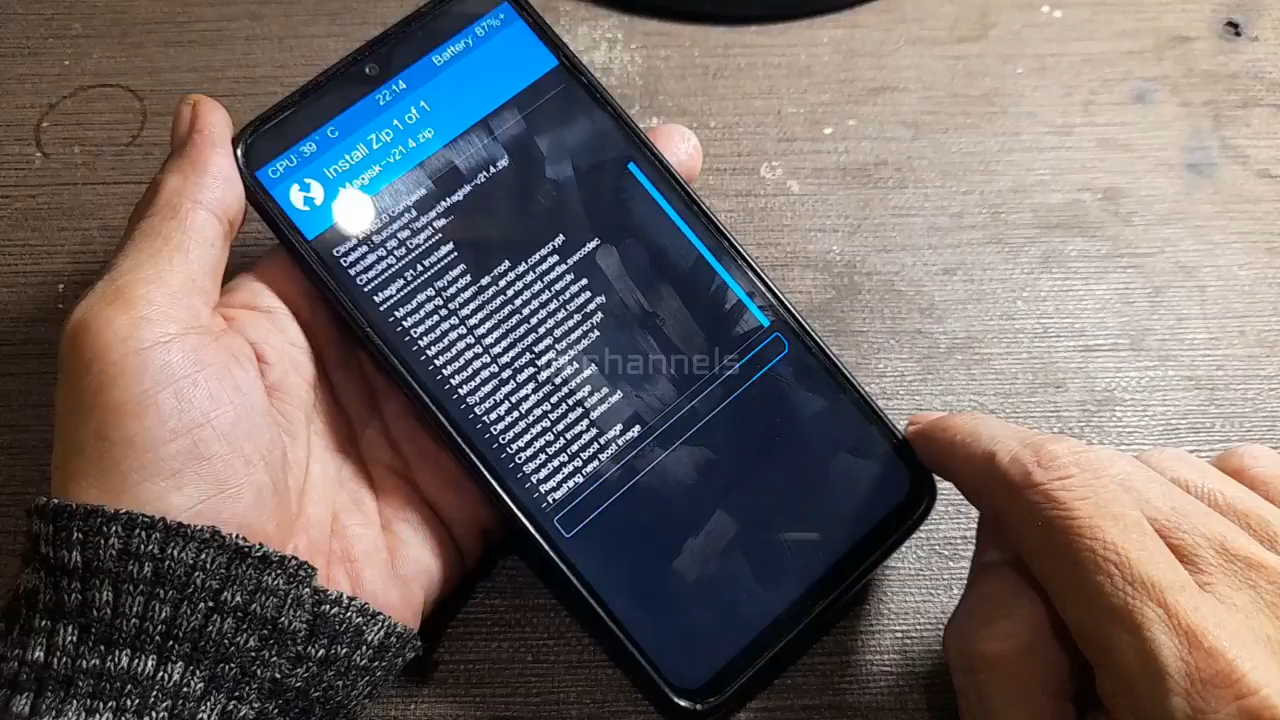 CPU: 39° C 22:14 Battery: 87%+
Install Zip 1 of 1
Magisk-v21.4.zip
Complete
Delete: Successful
Installing zip file '/sdcard/Magisk-v21.4.zip'
Checking for Digest file...
************************
Magisk 21.4 Installer
************************
- Mounting /system
- Mounting /vendor
- Device is system-as-root
- Mounting /apex/com.android.conscrypt
- Mounting /apex/com.android.media
- Mounting /apex/com.android.media.swcodec
- Mounting /apex/com.android.resolv
- Mounting /apex/com.android.runtime
- Mounting /apex/com.android.tzdata
- System-as-root, keep dm/avb-verity
- Encrypted data, keep forceencrypt
- Target image: /dev/block/sdc34
- Device platform: arm64
- Constructing environment
- Unpacking boot image
- Checking ramdisk status
- Stock boot image detected
- Patching ramdisk
- Repacking boot image
- Flashing new boot image
channels